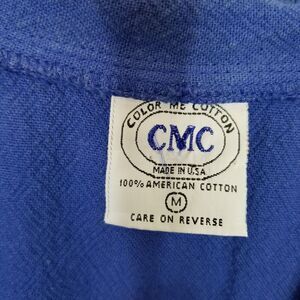 COLOR ME COTTON
CMC
MADE IN U.S.A
100% AMERICAN COTTON
M
CARE ON REVERSE